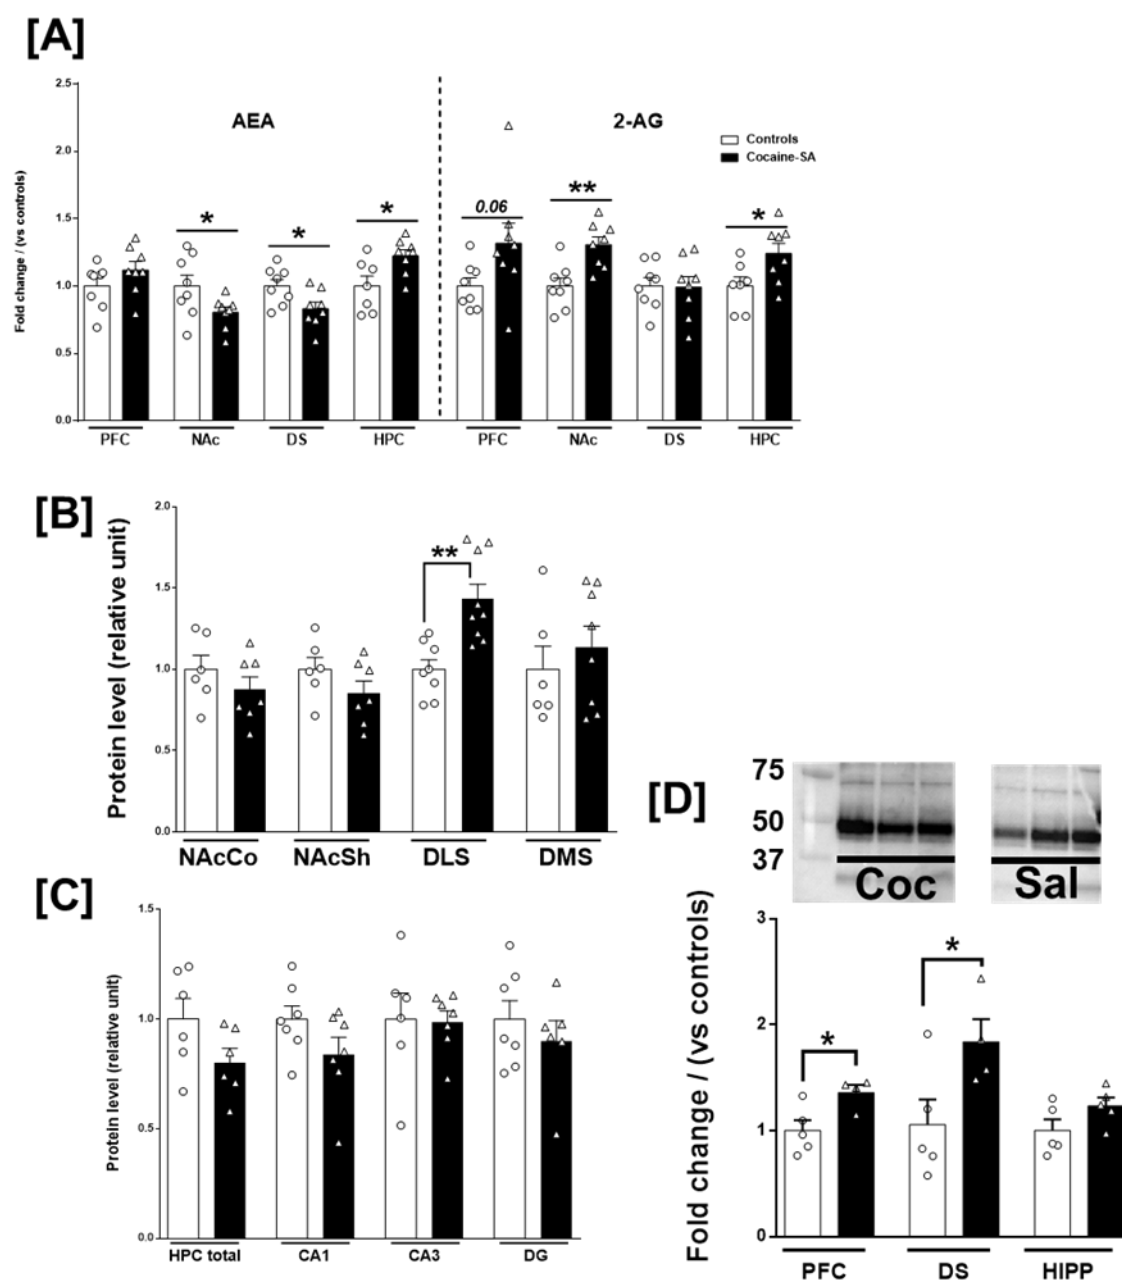 [A]
2.5
2.0
1.5
1.0
0.5
0.0
Fold change / (vs controls)
AEA
2-AG
Controls
Cocaine-SA
*
*
*
0.06
**
*
PFC NAc DS HPC PFC NAc DS HPC
[B]
Protein level (relative unit)
2.0
1.5
1.0
0.5
0.0
**
NAcCo NAcSh DLS DMS
[C]
Protein level (relative unit)
1.5
1.0
0.5
0.0
HPC total CA1 CA3 DG
[D]
75
50
37
Coc Sal
Fold change / (vs controls)
3
2
1
0
*
*
PFC DS HIPP